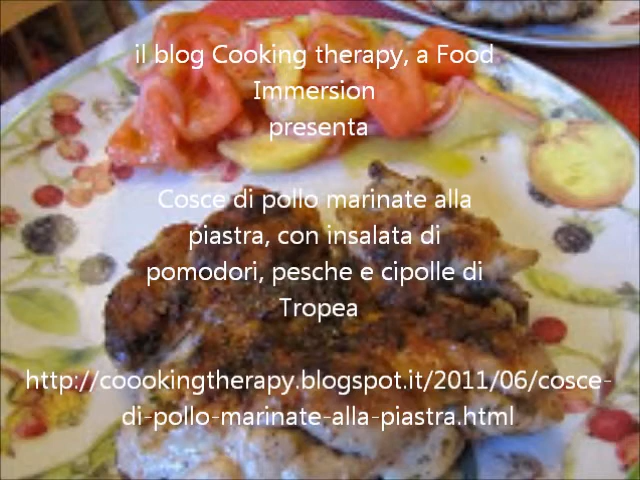 il blog Cooking therapy, a Food
Immersion
presenta
Cosce di pollo marinate alla
piastra, con insalata di
pomodori, pesche e cipolle di
Tropea
http://coookingtherapy.blogspot.it/2011/06/cosce-
di-pollo-marinate-alla-piastra.html